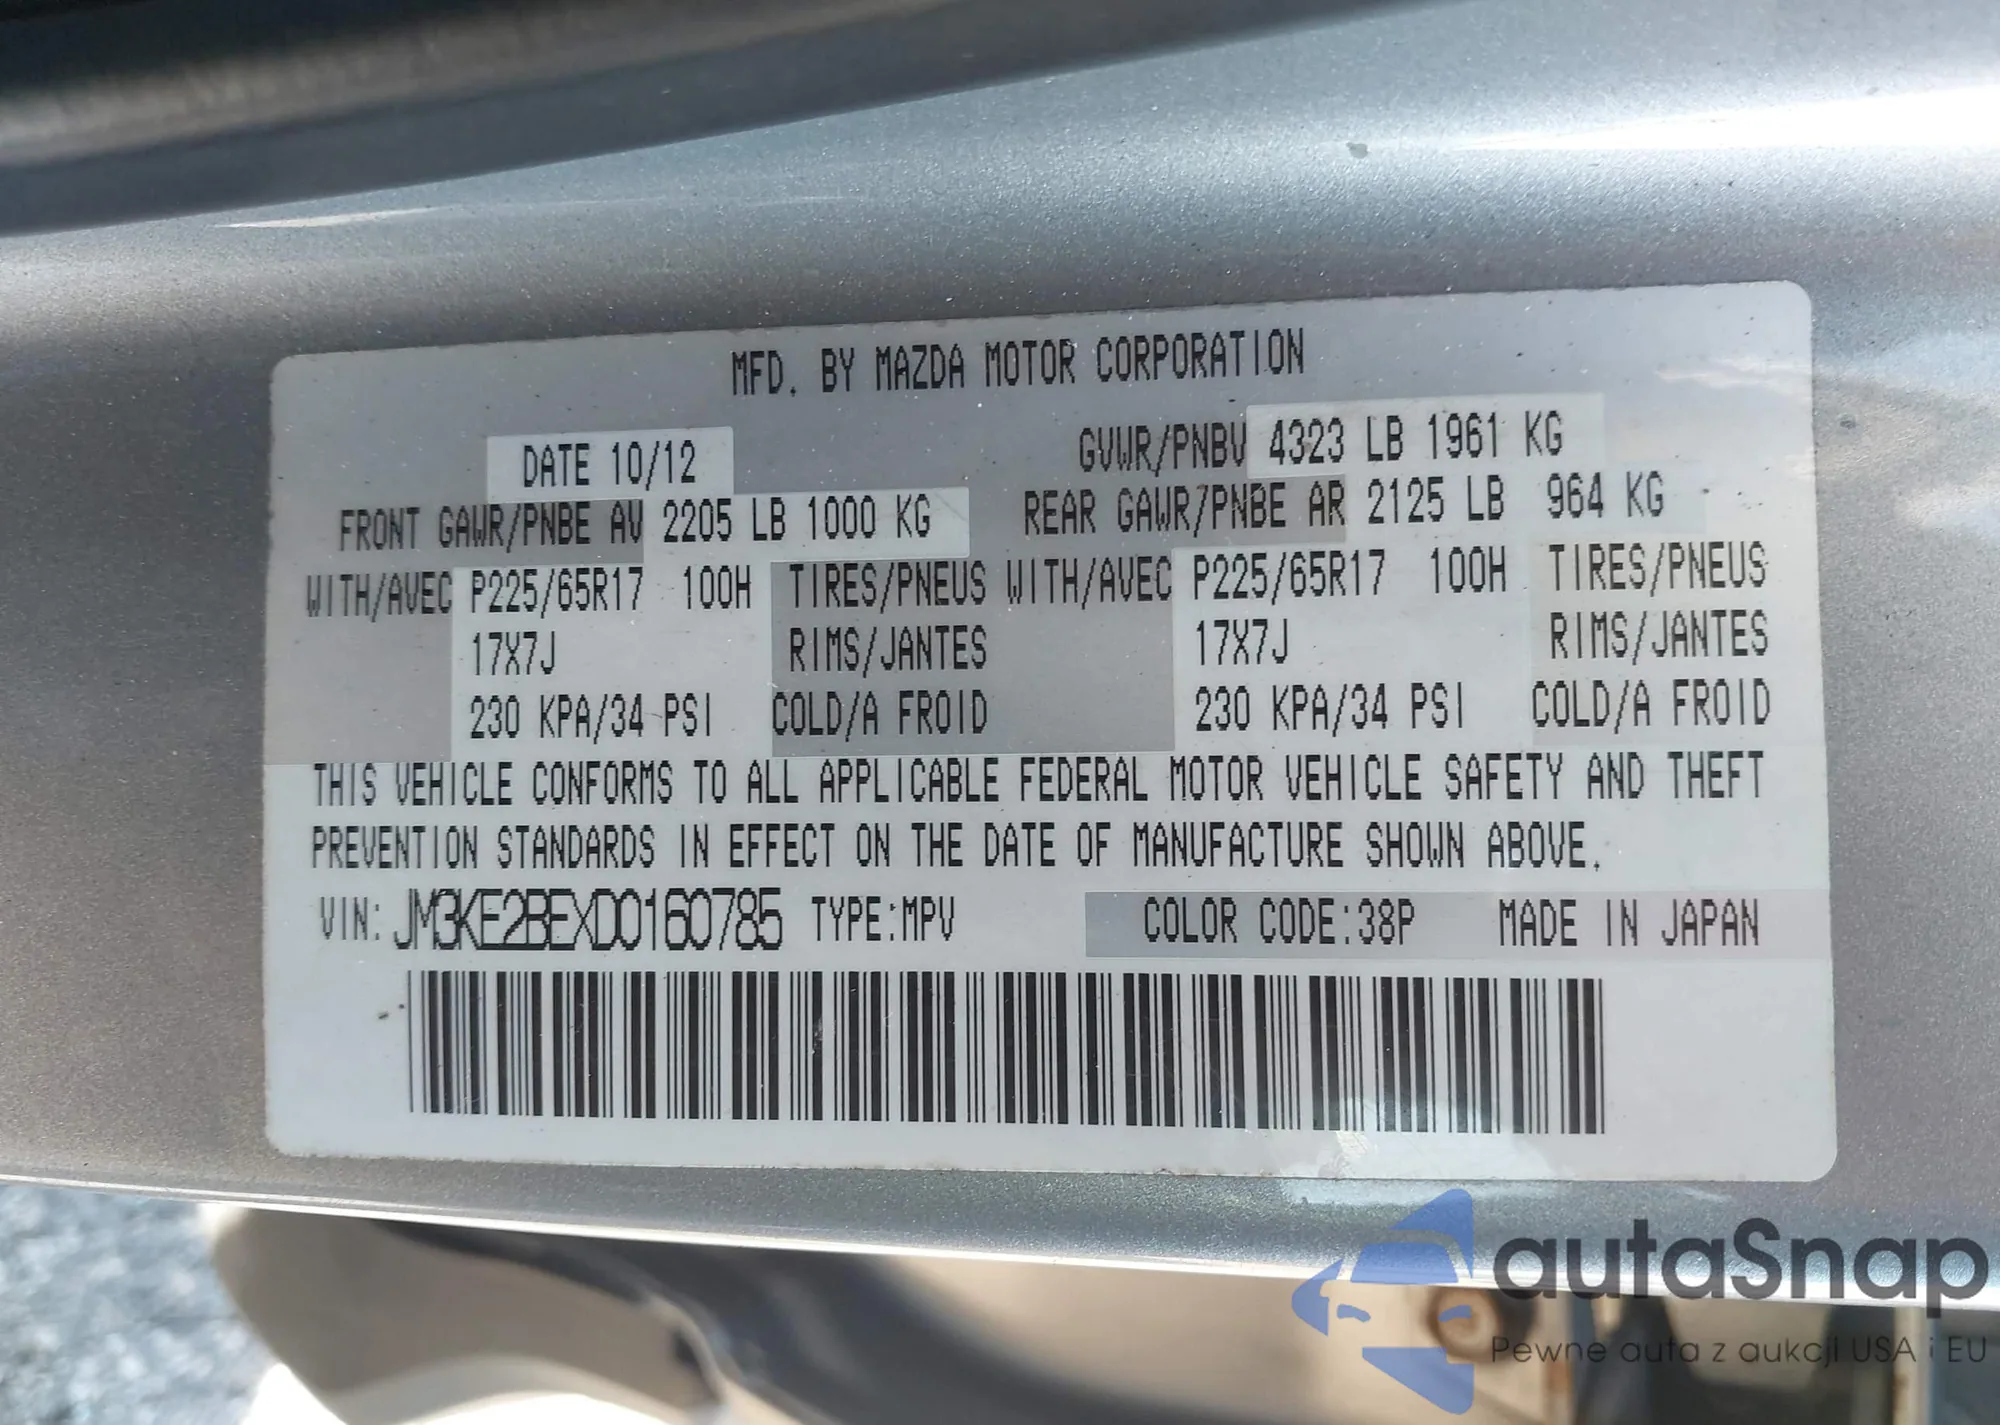 MFD. BY MAZDA MOTOR CORPORATION
DATE 10/12 GVWR/PNBV 4323 LB 1961 KG
FRONT GAWR/PNBE AV 2205 LB 1000 KG REAR GAWR/PNBE AR 2125 LB 964 KG
WITH/AVEC P225/65R17 100H TIRES/PNEUS WITH/AVEC P225/65R17 100H TIRES/PNEUS
17X7J RIMS/JANTES 17X7J RIMS/JANTES
230 KPA/34 PSI COLD/A FROID 230 KPA/34 PSI COLD/A FROID
THIS VEHICLE CONFORMS TO ALL APPLICABLE FEDERAL MOTOR VEHICLE SAFETY AND THEFT
PREVENTION STANDARDS IN EFFECT ON THE DATE OF MANUFACTURE SHOWN ABOVE.
VIN: JM3KE2BEXD0160785 TYPE:MPV COLOR CODE:38P MADE IN JAPAN
autaSnap
Pewne auta z aukcji USA i EU